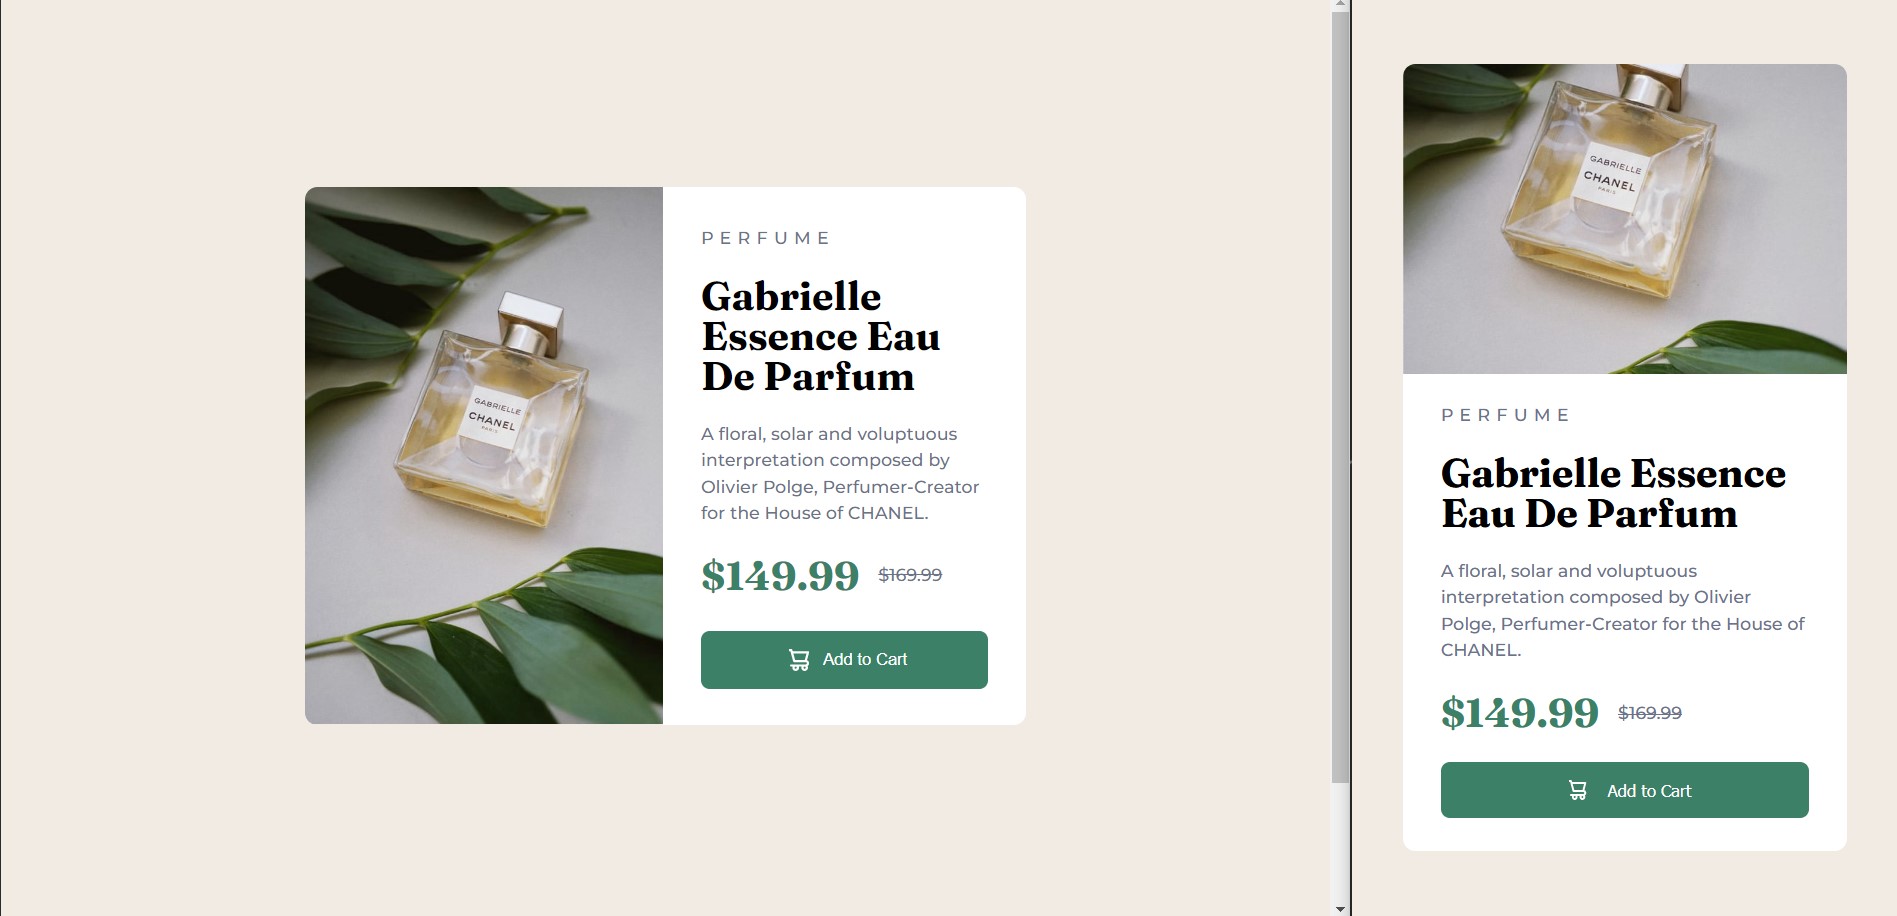 GABRIELLE
CHANEL
PARIS
PERFUME
Gabrielle
Essence Eau
De Parfum
A floral, solar and voluptuous
interpretation composed by
Olivier Polge, Perfumer-Creator
for the House of CHANEL.
$149.99 $169.99
Add to Cart
GABRIELLE
CHANEL
PARIS
PERFUME
Gabrielle Essence
Eau De Parfum
A floral, solar and voluptuous
interpretation composed by Olivier
Polge, Perfumer-Creator for the House of
CHANEL.
$149.99 $169.99
Add to Cart